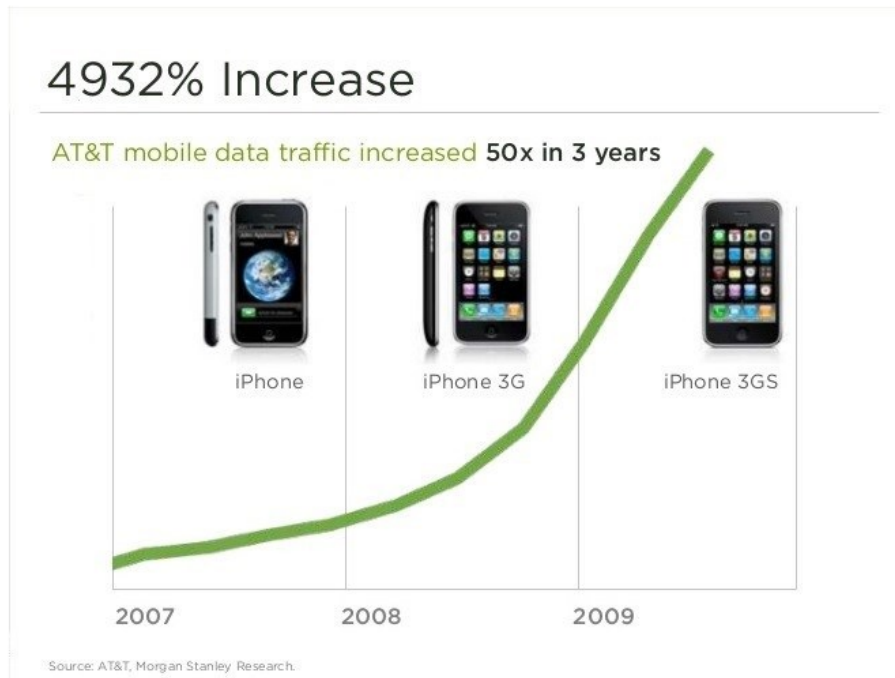 4932% Increase
AT&T mobile data traffic increased 50x in 3 years
iPhone
iPhone 3G
iPhone 3GS
2007
2008
2009
Source: AT&T, Morgan Stanley Research.